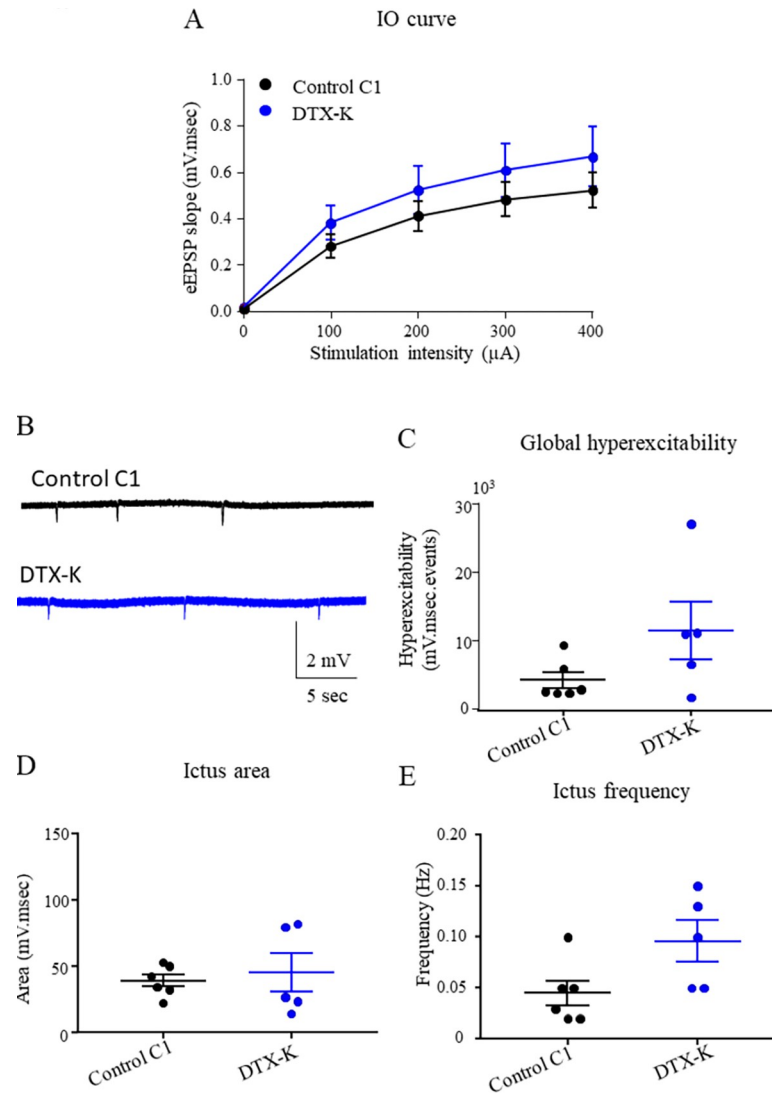 A
IO curve
Control C1
DTX-K
eEPSP slope (mV.msec)
1.0
0.8
0.6
0.4
0.2
0.0
0 100 200 300 400
Stimulation intensity (µA)
B
Control C1
DTX-K
2 mV
5 sec
C
Global hyperexcitability
10³
Hyperexcitability
(mV.msec.events)
30
20
10
0
Control C1 DTX-K
D
Ictus area
Area (mV.msec)
150
100
50
0
Control C1 DTX-K
E
Ictus frequency
Frequency (Hz)
0.20
0.15
0.10
0.05
0
Control C1 DTX-K